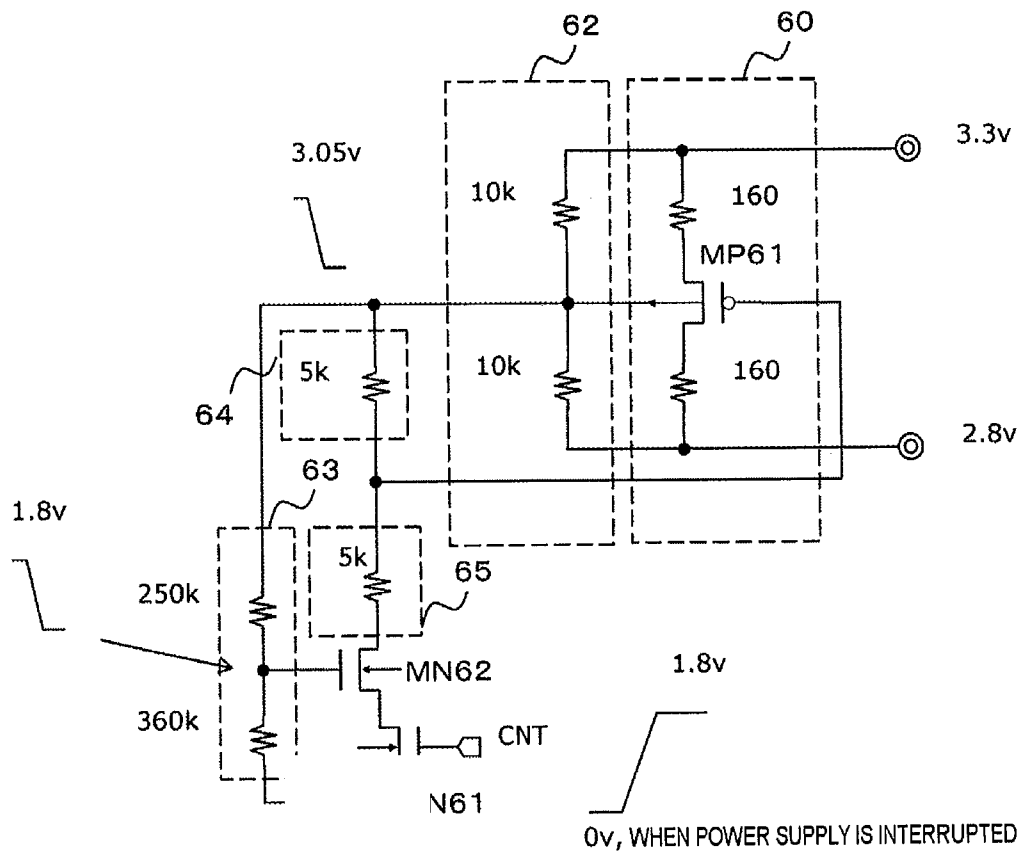 62
60
3.05v
3.3v
10k
160
MP61
5k
10k
160
64
2.8v
63
1.8v
5k
65
250k
MN62
1.8v
360k
CNT
N61
0v, WHEN POWER SUPPLY IS INTERRUPTED